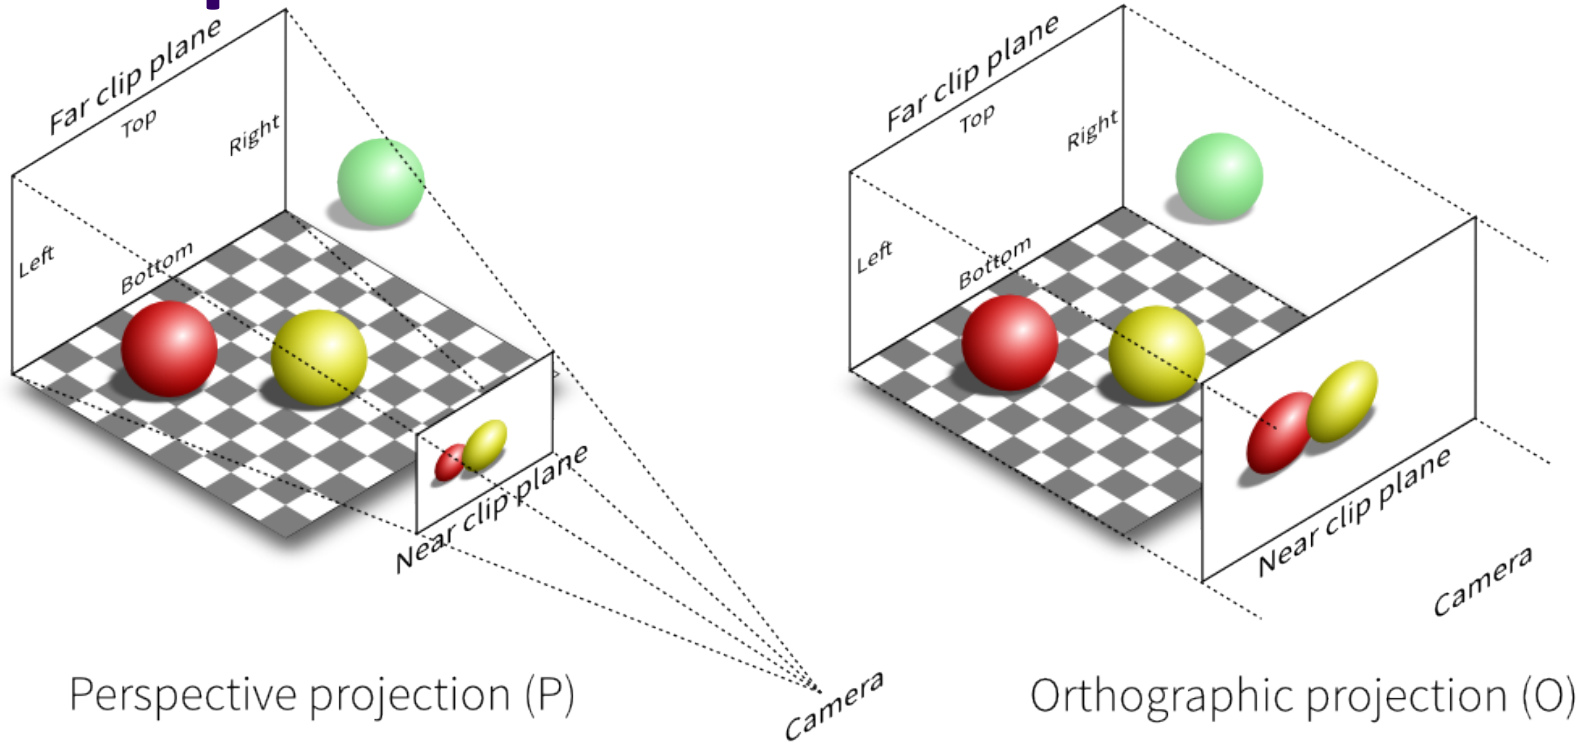 Far clip plane
Top
Right
Left
Bottom
Near clip plane
Camera
Perspective projection (P)
Far clip plane
Top
Right
Left
Bottom
Near clip plane
Camera
Orthographic projection (O)